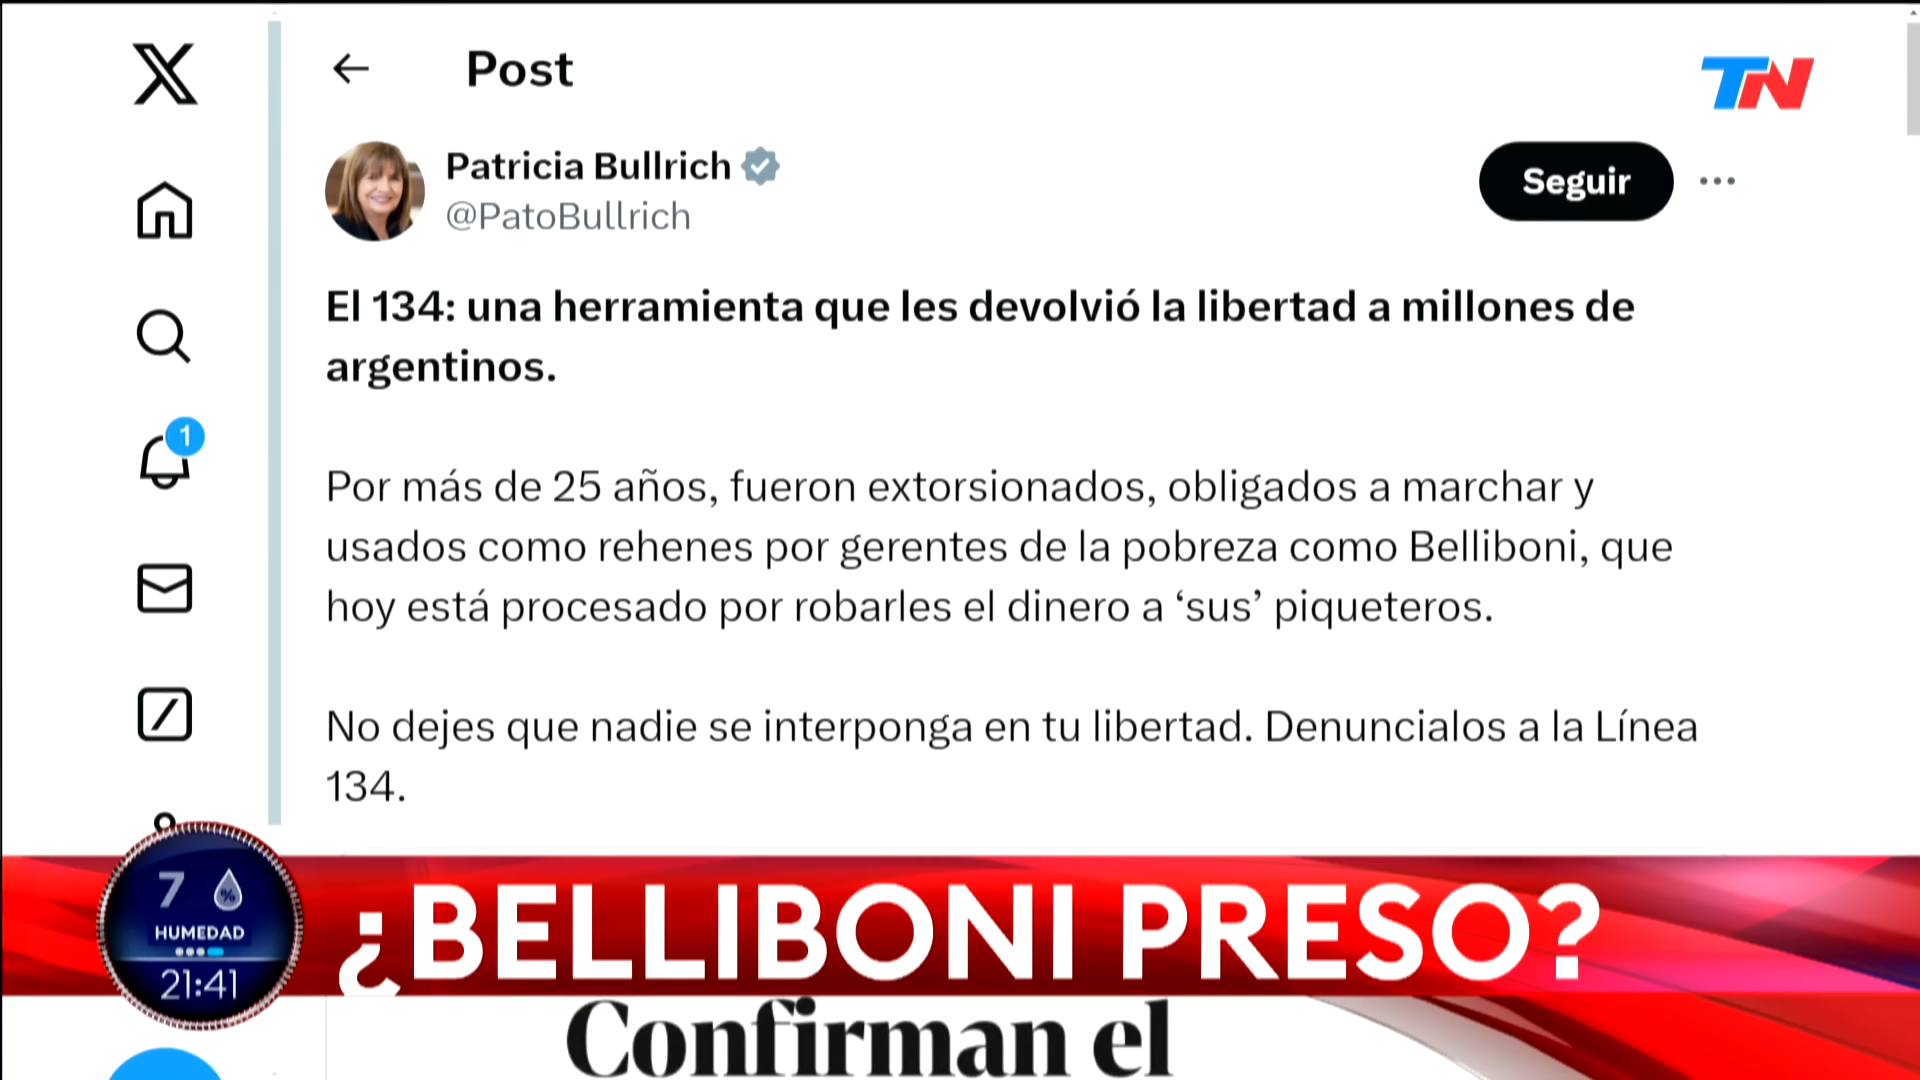 Post
TN
Patricia Bullrich
@PatoBullrich
Seguir
El 134: una herramienta que les devolvió la libertad a millones de
argentinos.
1
Por más de 25 años, fueron extorsionados, obligados a marchar y
usados como rehenes por gerentes de la pobreza como Belliboni, que
hoy está procesado por robarles el dinero a ‘sus’ piqueteros.
No dejes que nadie se interponga en tu libertad. Denuncialos a la Línea
134.
7 %
HUMEDAD
21:41
¿BELLIBONI PRESO?
Confirman el